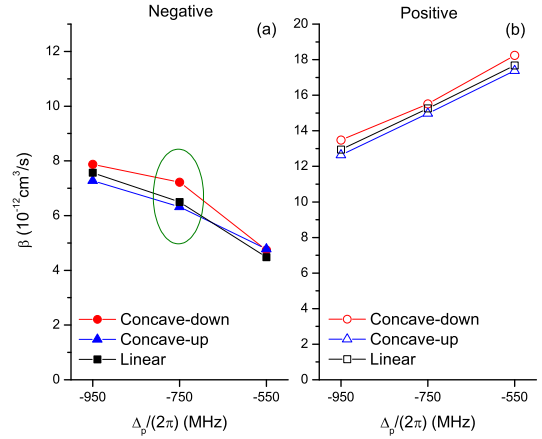 Negative
Positive
(a)
(b)
12
10
8
6
4
2
0
20
18
16
14
12
10
8
6
4
2
0
β (10⁻¹²cm³/s)
Concave-down
Concave-up
Linear
Concave-down
Concave-up
Linear
-950
-750
-550
-950
-750
-550
Δₚ/(2π) (MHz)
Δₚ/(2π) (MHz)